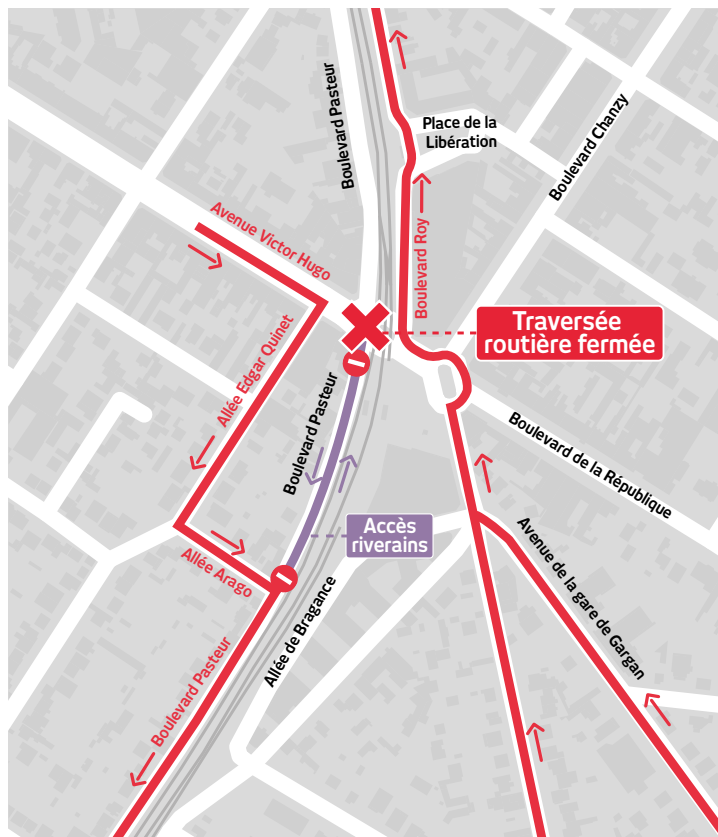 Boulevard Pasteur
Place de la
Libération
Boulevard Chanzy
Avenue Victor Hugo
Boulevard Roy
Traversée
routière fermée
Allée Edgar Quinet
Boulevard Pasteur
Boulevard de la République
Accès
riverains
Avenue de la gare de Gargan
Allée Arago
Allée de Bragance
Boulevard Pasteur